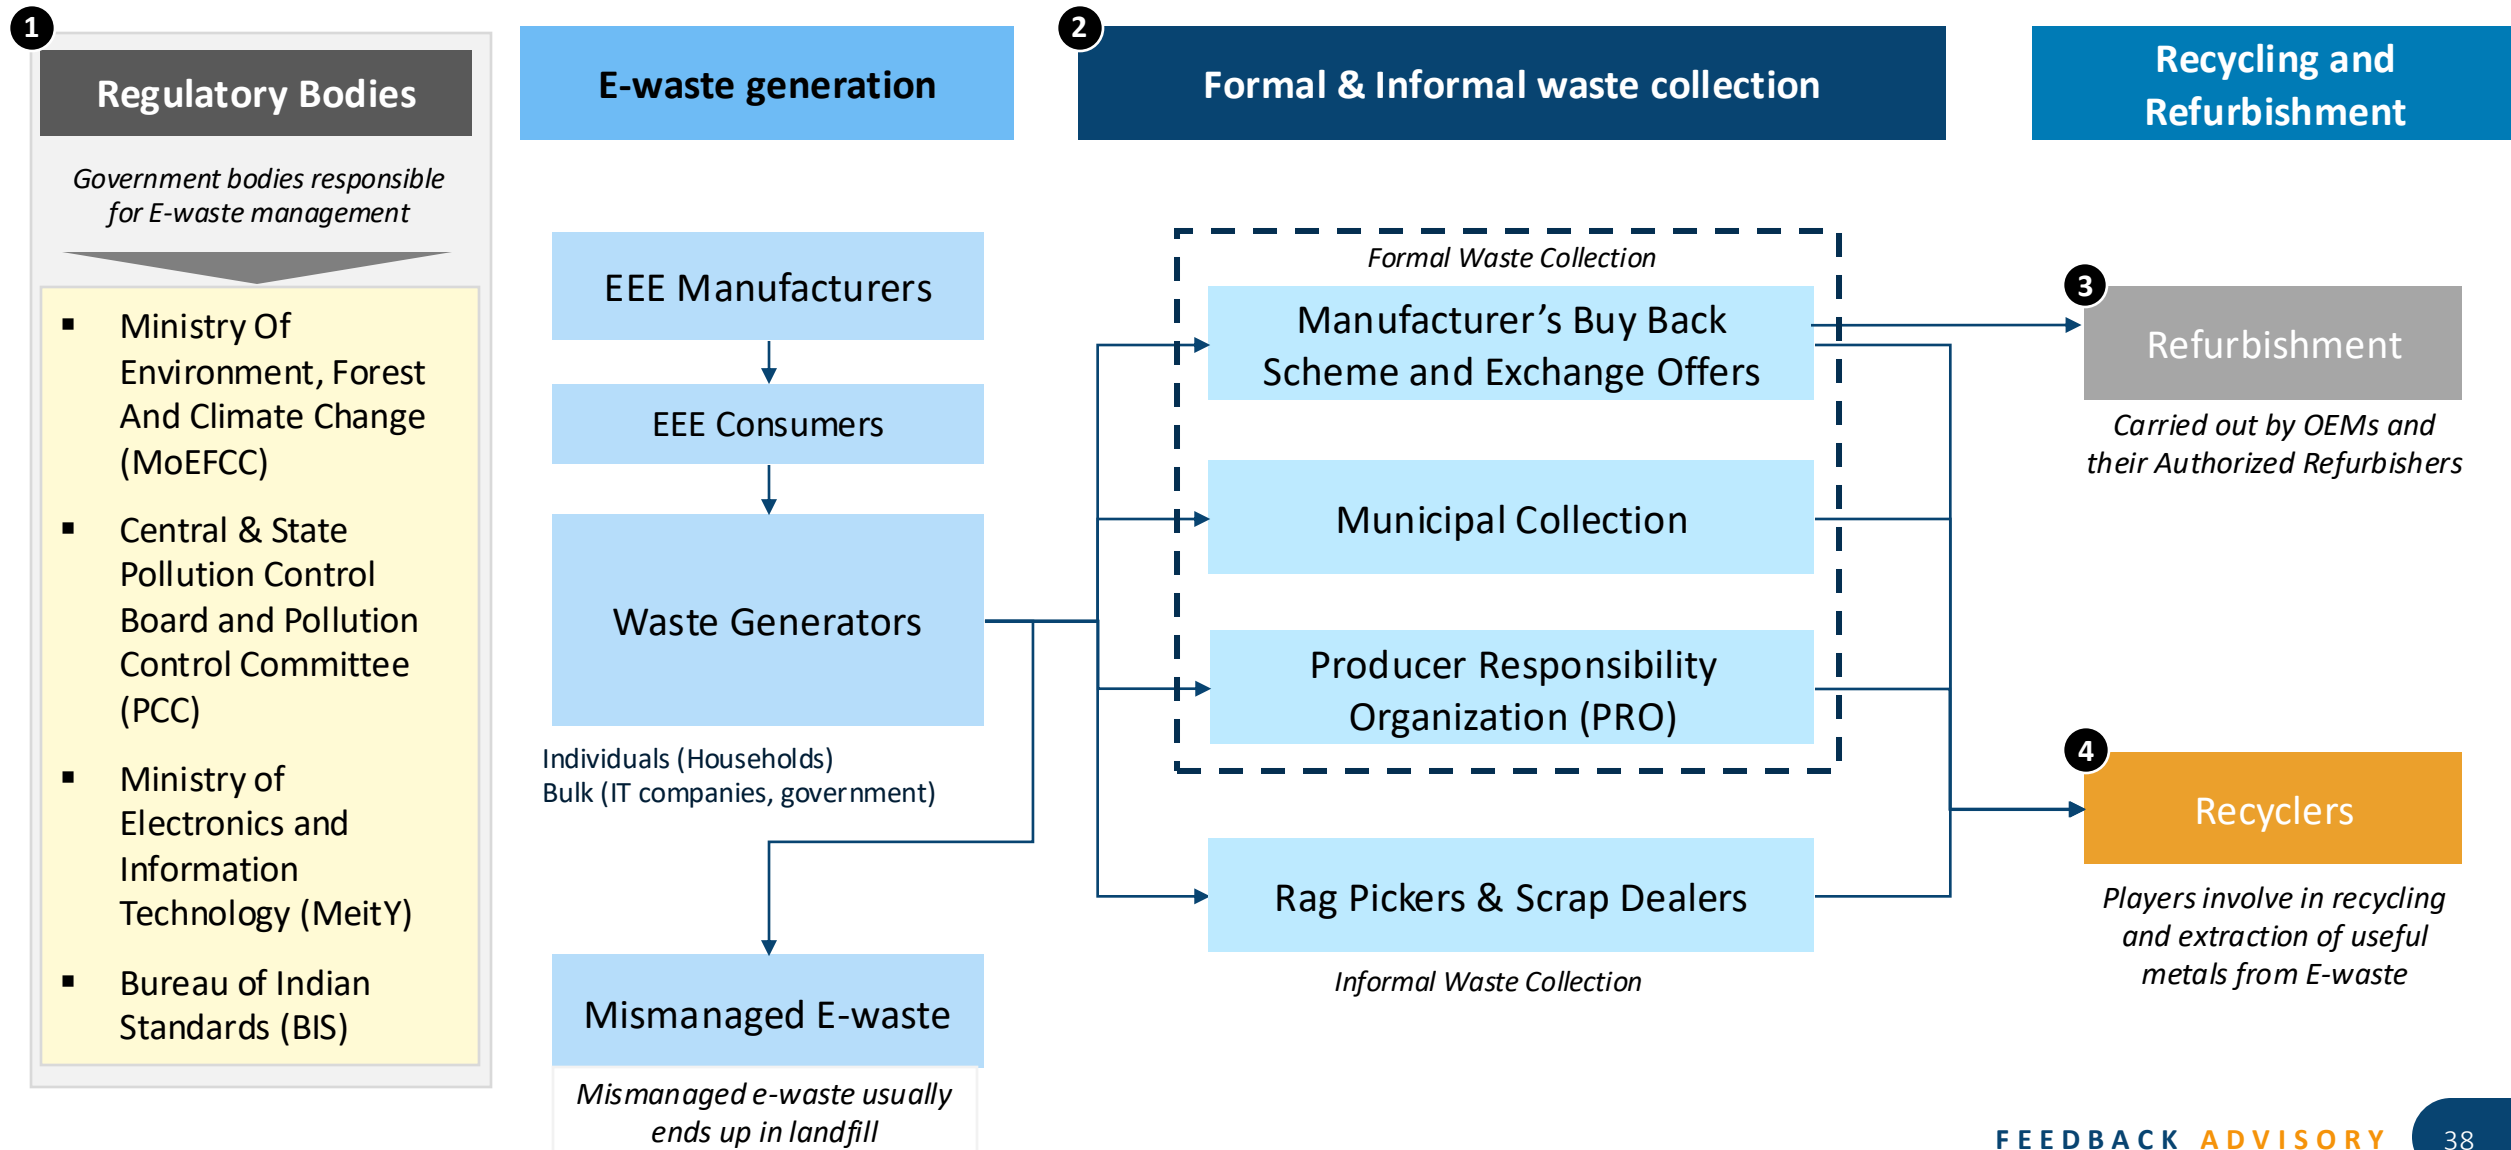 1
Regulatory Bodies
Government bodies responsible
for E-waste management
▪ Ministry Of
Environment, Forest
And Climate Change
(MoEFCC)
▪ Central & State
Pollution Control
Board and Pollution
Control Committee
(PCC)
▪ Ministry of
Electronics and
Information
Technology (MeitY)
▪ Bureau of Indian
Standards (BIS)
E-waste generation
EEE Manufacturers
EEE Consumers
Waste Generators
Individuals (Households)
Bulk (IT companies, government)
Mismanaged E-waste
Mismanaged e-waste usually
ends up in landfill
2
Formal & Informal waste collection
Formal Waste Collection
Manufacturer’s Buy Back
Scheme and Exchange Offers
Municipal Collection
Producer Responsibility
Organization (PRO)
Rag Pickers & Scrap Dealers
Informal Waste Collection
Recycling and
Refurbishment
3
Refurbishment
Carried out by OEMs and
their Authorized Refurbishers
4
Recyclers
Players involve in recycling
and extraction of useful
metals from E-waste
FEEDBACK ADVISORY
38